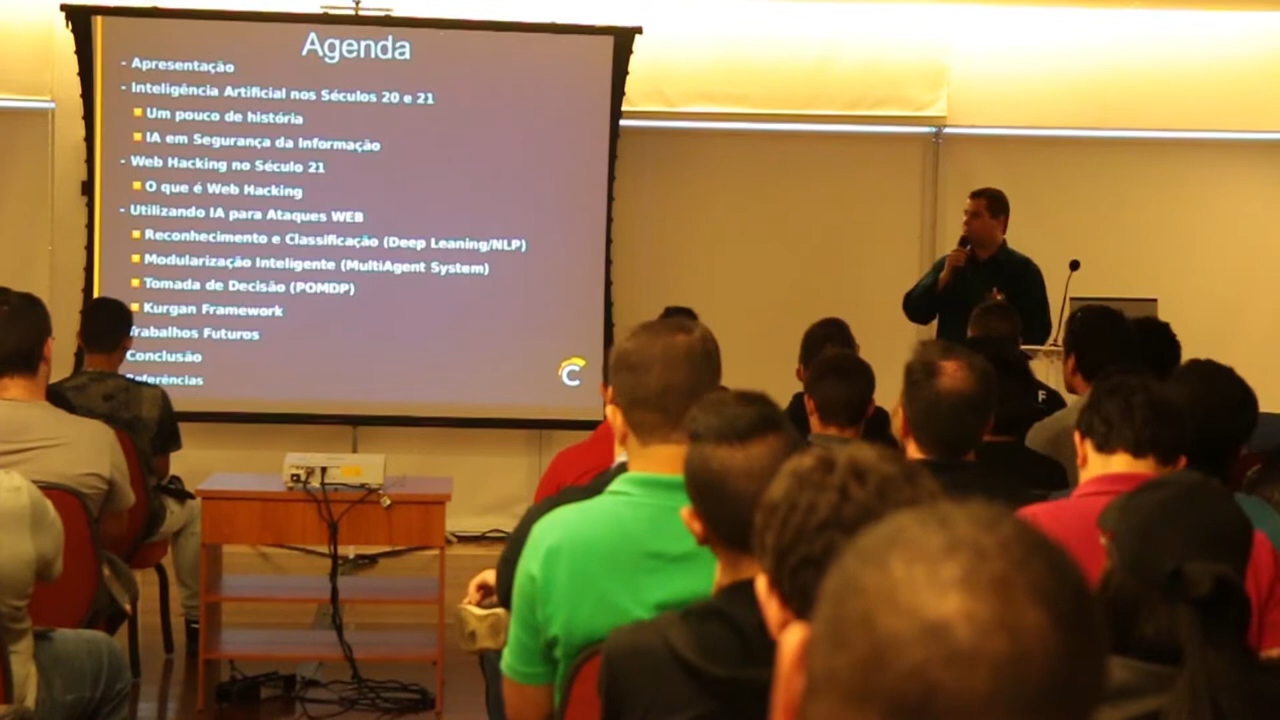 Agenda
- Apresentação
- Inteligência Artificial nos Séculos 20 e 21
Um pouco de história
IA em Segurança da Informação
- Web Hacking no Século 21
O que é Web Hacking
- Utilizando IA para Ataques WEB
Reconhecimento e Classificação (Deep Leaning/NLP)
Modularização Inteligente (MultiAgent System)
Tomada de Decisão (POMDP)
Kurgan Framework
Trabalhos Futuros
Conclusão
Referências
C
F